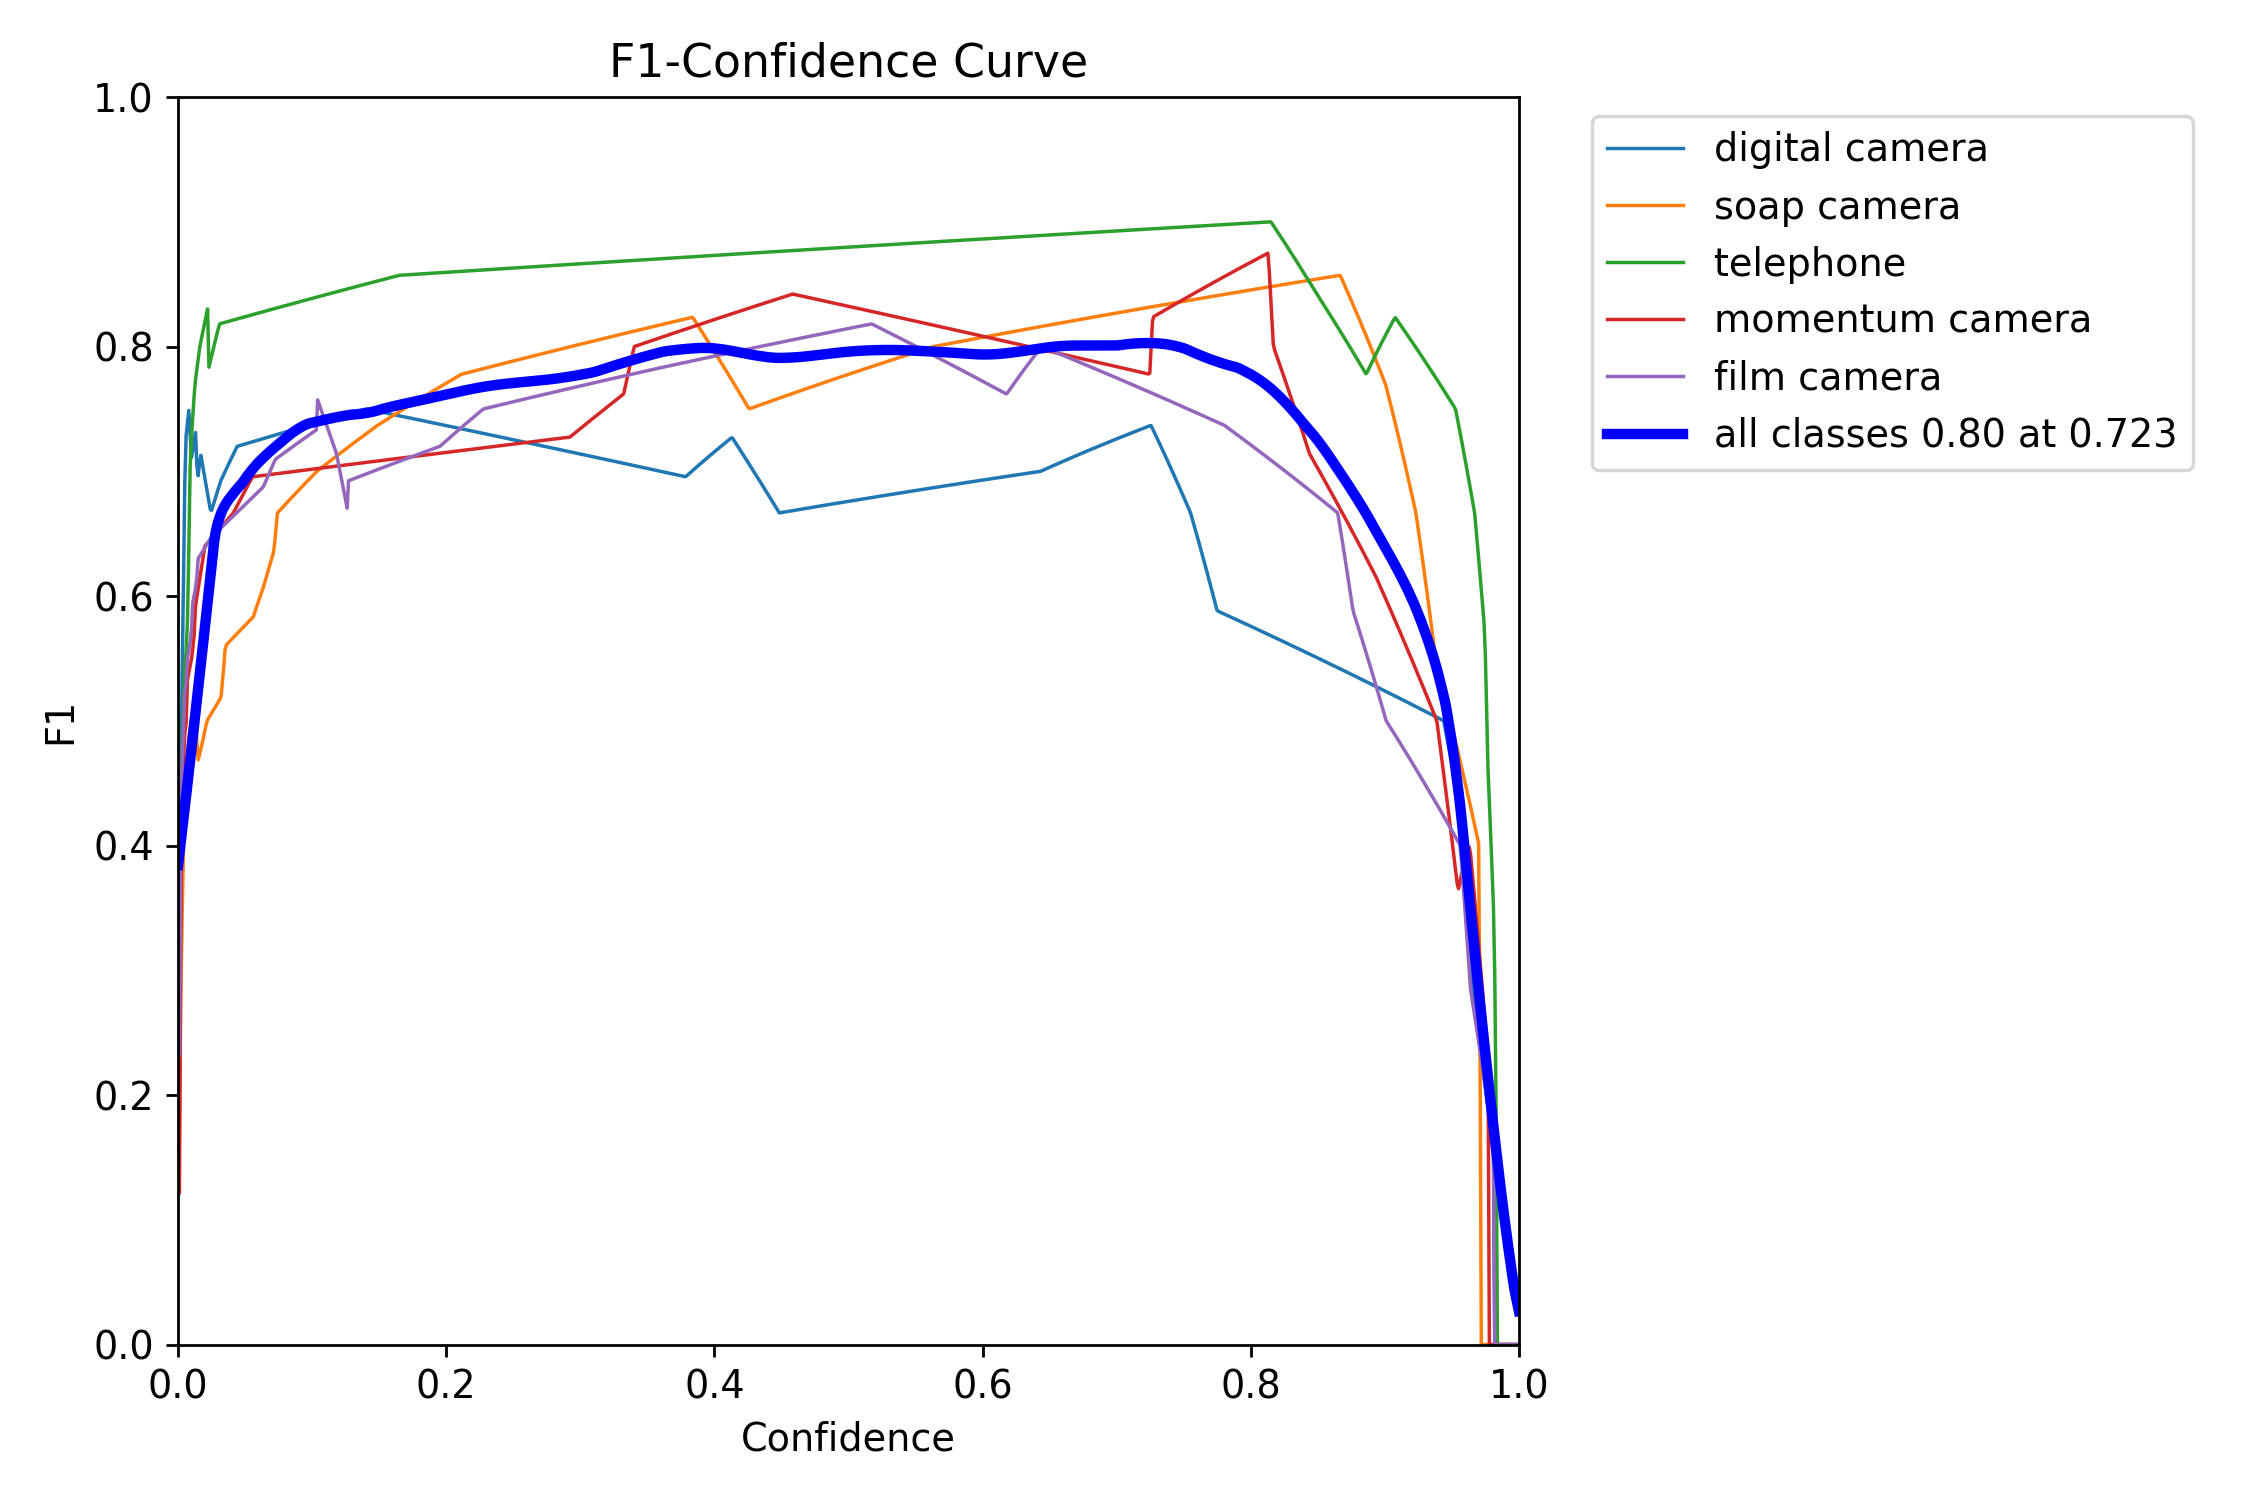 F1-Confidence Curve
1.0
0.8
0.6
0.4
0.2
0.0
F1
0.0 0.2 0.4 0.6 0.8 1.0
Confidence
digital camera
soap camera
telephone
momentum camera
film camera
all classes 0.80 at 0.723